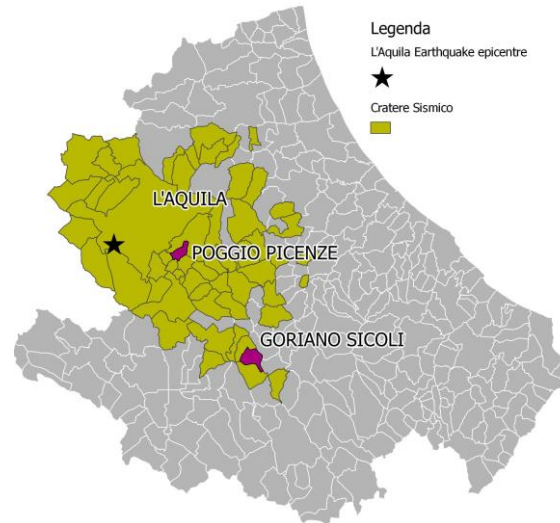 Legenda
L'Aquila Earthquake epicentre
Cratere Sismico
L'AQUILA
POGGIO PICENZE
GORIANO SICOLI